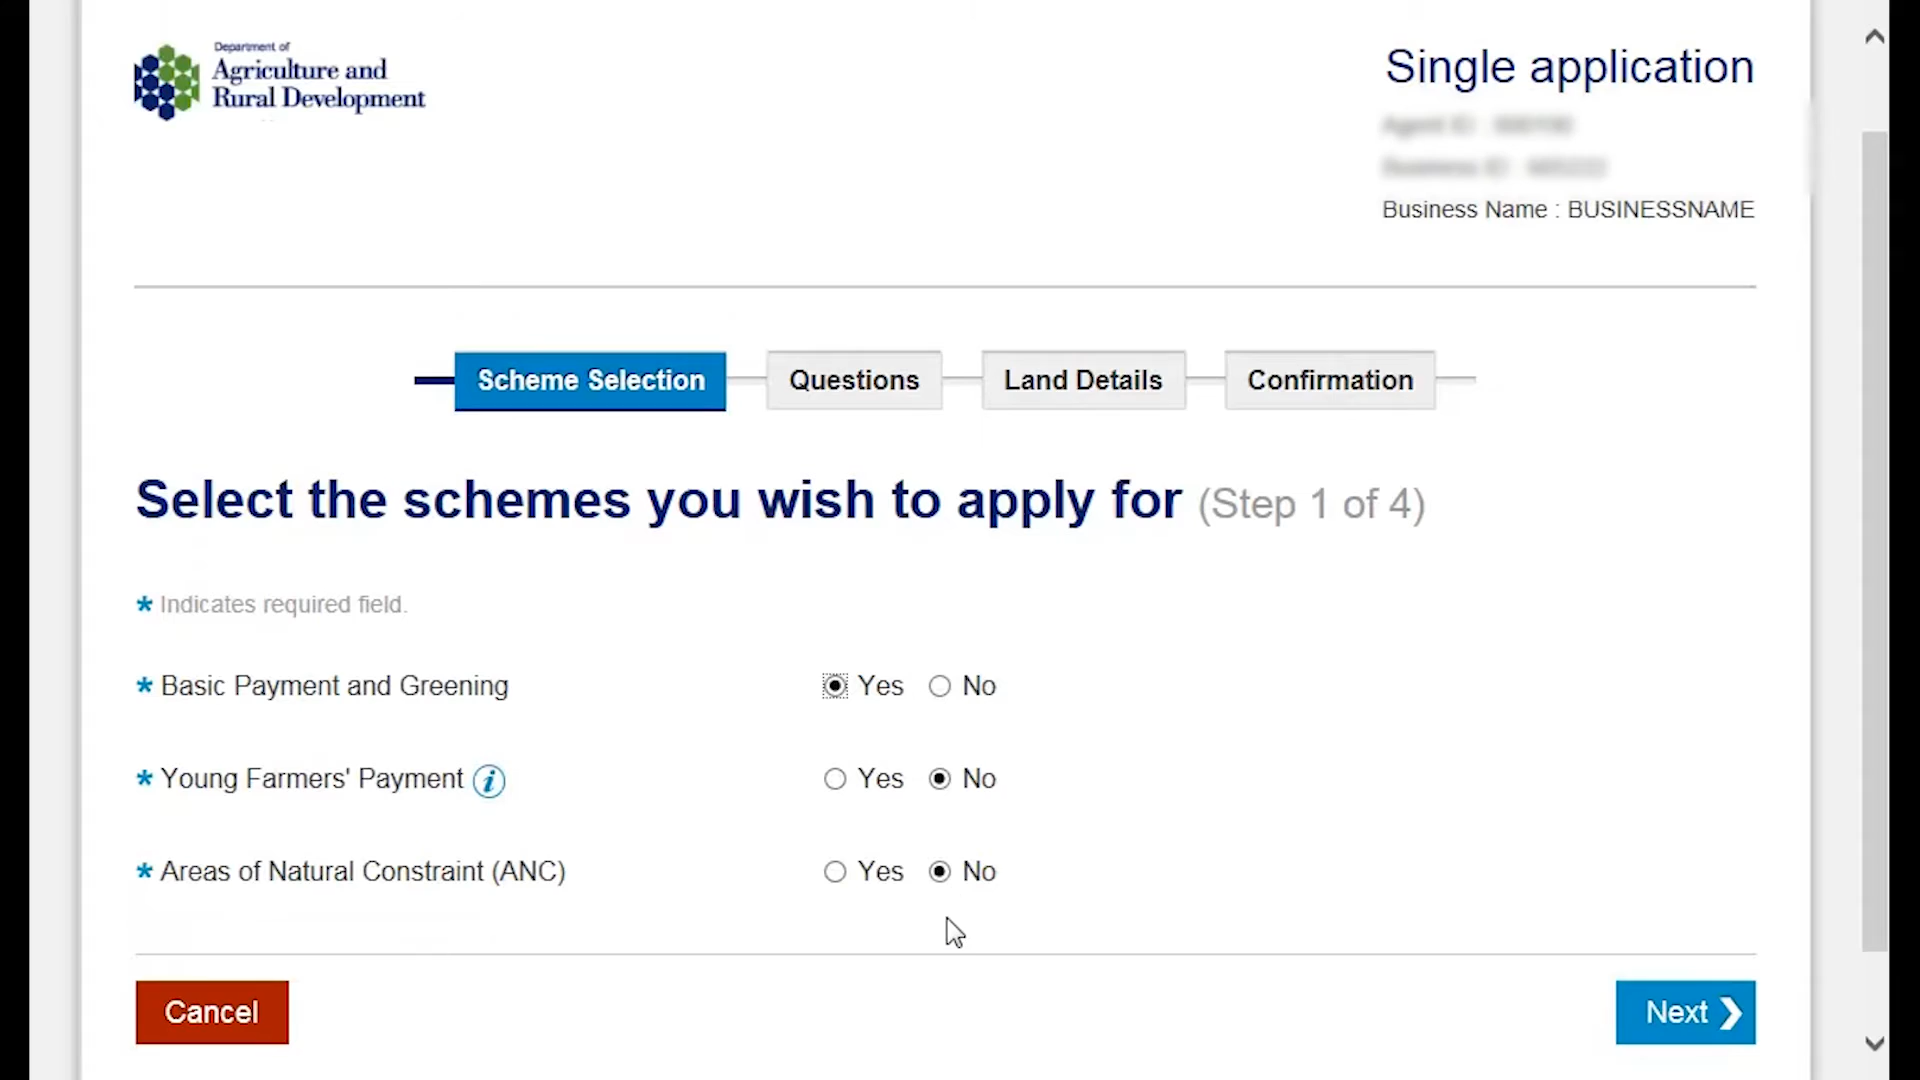 Department of
Agriculture and
Rural Development
Single application
Business Name : BUSINESSNAME
Scheme Selection
Questions
Land Details
Confirmation
Select the schemes you wish to apply for (Step 1 of 4)
* Indicates required field.
* Basic Payment and Greening Yes No
* Young Farmers' Payment i Yes No
* Areas of Natural Constraint (ANC) Yes No
Cancel
Next